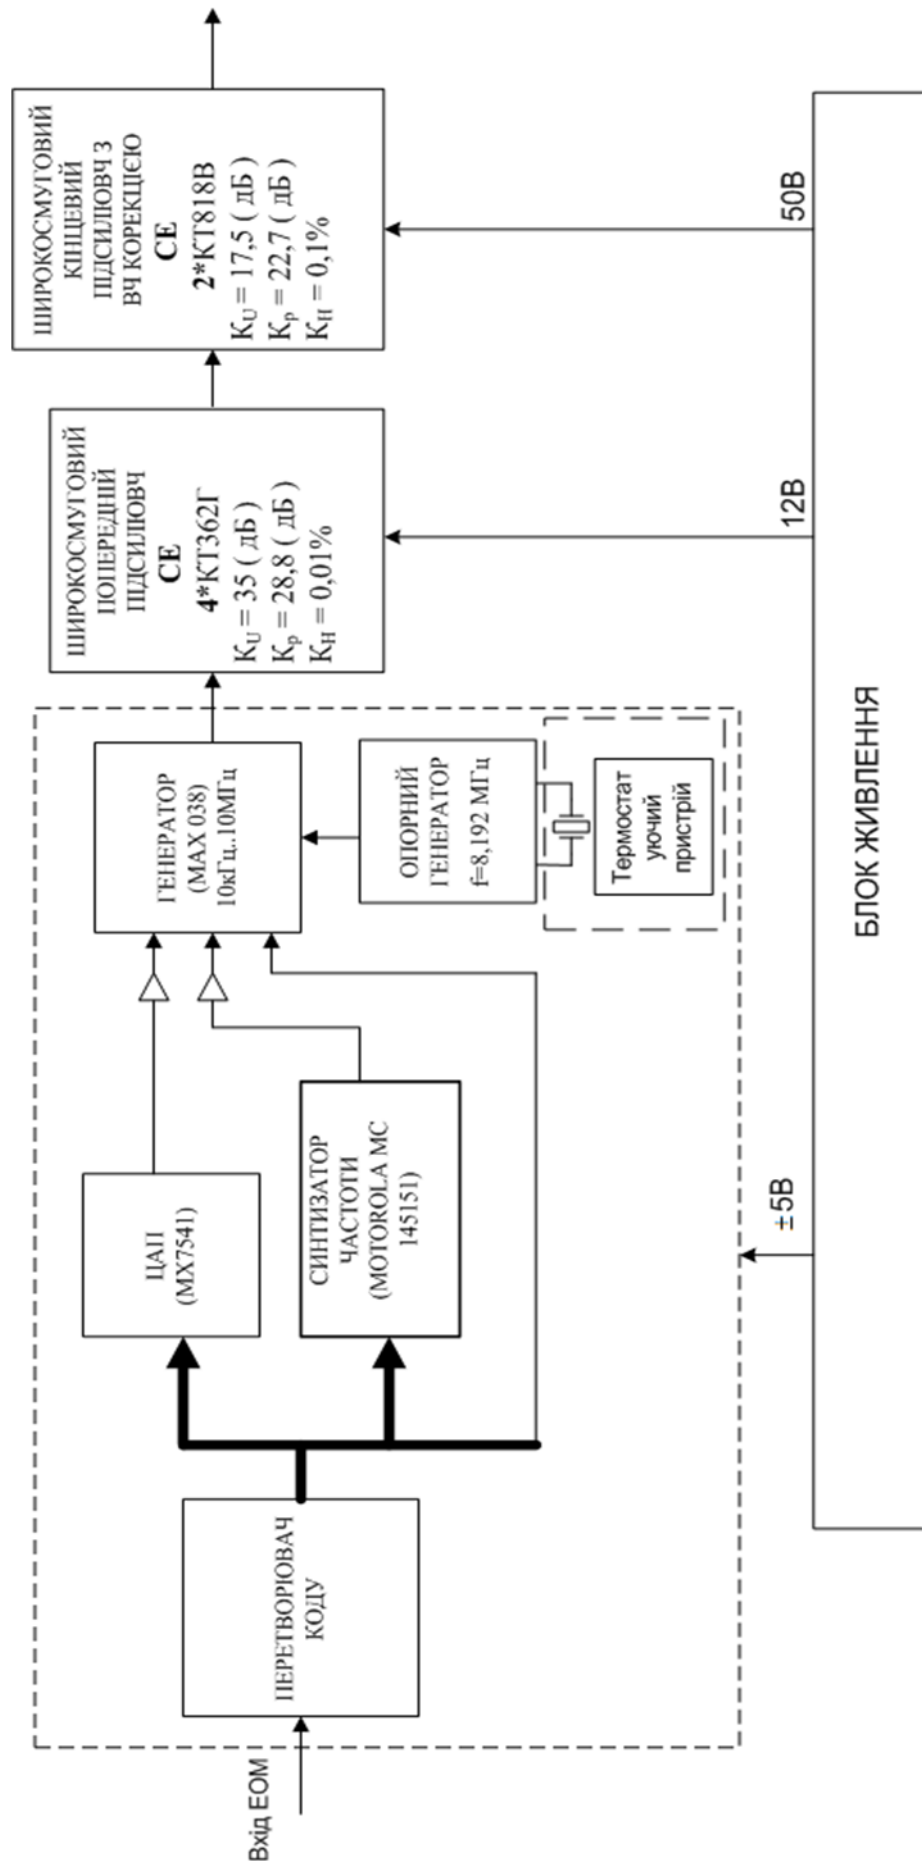 Вхід ЕОМ
ПЕРЕТВОРЮВАЧ
КОДУ
ЦАП
(MX7541)
СИНТИЗАТОР
ЧАСТОТИ
(MOTOROLA MC
145151)
ГЕНЕРАТОР
(MAX 038)
10кГц..10МГц
ОПОРНИЙ
ГЕНЕРАТОР
f=8,192 МГц
Термостат
уючий
пристрій
ШИРОКОСМУГОВИЙ
ПОПЕРЕДНІЙ
ПІДСИЛЮВЧ
СЕ
4*КТ362Г
KU = 35 ( дБ )
Kp = 28,8 ( дБ )
KH = 0,01%
ШИРОКОСМУГОВИЙ
КІНЦЕВИЙ
ПІДСИЛЮВЧ З
ВЧ КОРЕКЦІЄЮ
СЕ
2*КТ818В
KU = 17,5 ( дБ )
Kp = 22,7 ( дБ )
KH = 0,1%
±5В
12В
50В
БЛОК ЖИВЛЕННЯ